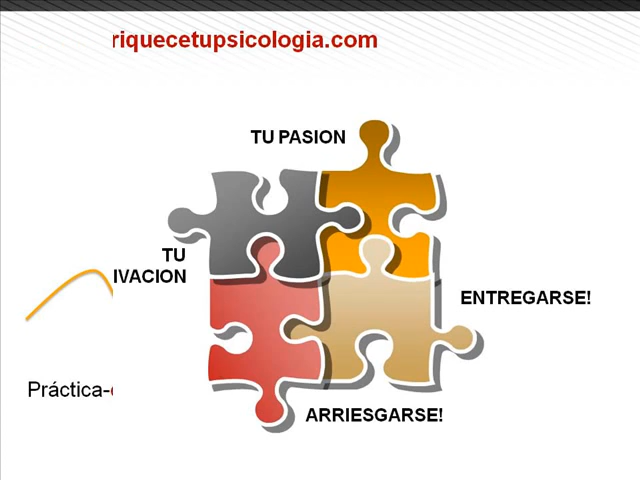 riquecetupsicologia.com
TU PASION
TU
IVACION
ENTREGARSE!
Práctica-
ARRIESGARSE!